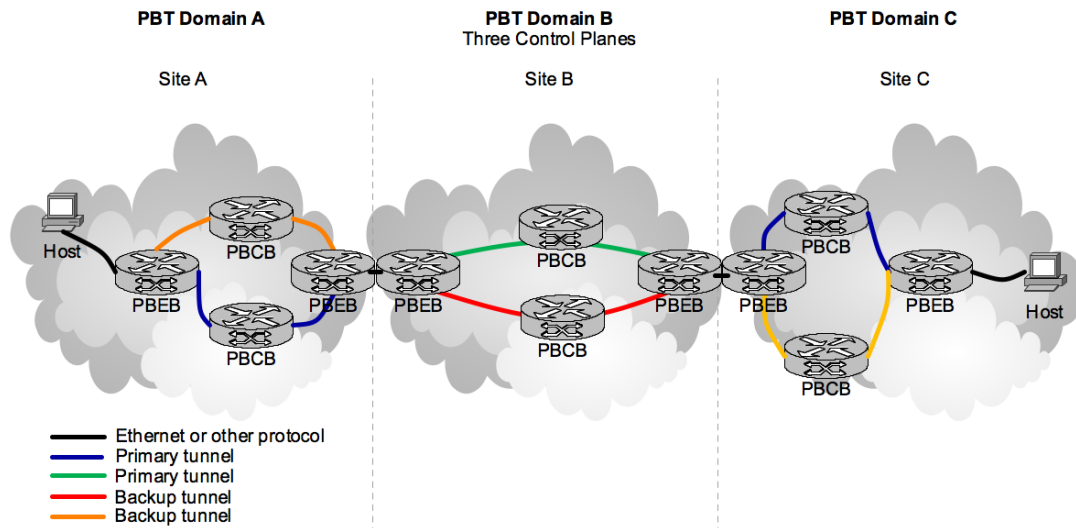 PBT Domain A
PBT Domain B
Three Control Planes
PBT Domain C
Site A
Site B
Site C
Host
PBEB
PBCB
PBCB
PBEB
PBEB
PBCB
PBCB
PBEB
PBEB
PBCB
PBCB
PBEB
Host
Ethernet or other protocol
Primary tunnel
Primary tunnel
Backup tunnel
Backup tunnel